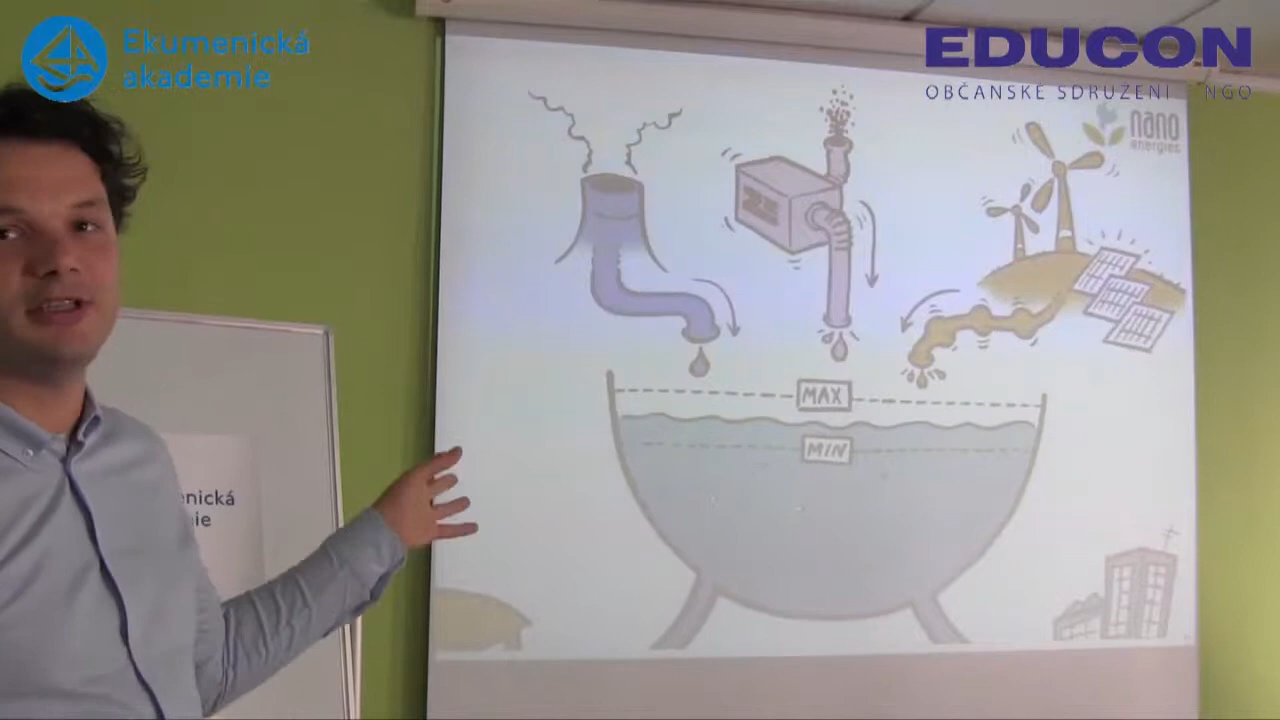 Ekumenická
akademie
EDUCON
OBČANSKÉ SDRUŽENÍ NGO
nano
energies
MAX
MIN
enická
ie